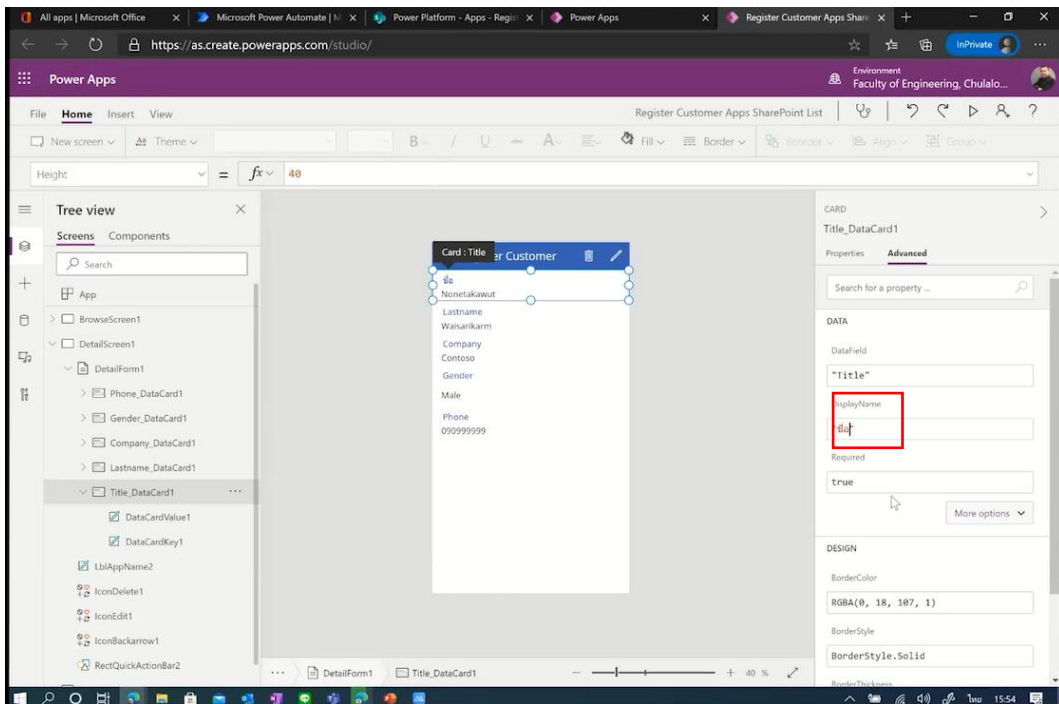 All apps | Microsoft Office
Microsoft Power Automate | M
Power Platform - Apps - Regist
Power Apps
Register Customer Apps Share
https://as.create.powerapps.com/studio/
InPrivate
Power Apps
Environment
Faculty of Engineering, Chulalo...
File Home Insert View
Register Customer Apps SharePoint List
New screen Theme
B / U A Fill Border Reorder Align Group
Height = fx 40
Tree view
Screens Components
Search
App
BrowseScreen1
DetailScreen1
DetailForm1
Phone_DataCard1
Gender_DataCard1
Company_DataCard1
Lastname_DataCard1
Title_DataCard1 ...
DataCardValue1
DataCardKey1
LblAppName2
IconDelete1
IconEdit1
IconBackarrow1
RectQuickActionBar2
Card : Title
er Customer
ชื่อ
Nonetakawut
Lastname
Waisarikarm
Company
Contoso
Gender
Male
Phone
090999999
... DetailForm1 Title_DataCard1
− + 40 %
CARD
Title_DataCard1
Properties Advanced
Search for a property ...
DATA
DataField
"Title"
DisplayName
"ชื่อ"
Required
true
More options
DESIGN
BorderColor
RGBA(0, 18, 107, 1)
BorderStyle
BorderStyle.Solid
BorderThickness
ไทย 15:54